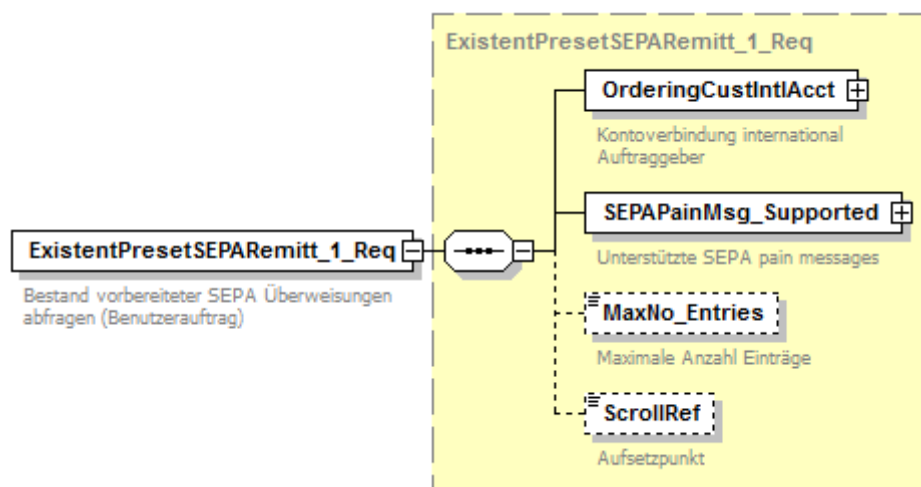 ExistentPresetSEPARemitt_1_Req
OrderingCustIntlAcct
Kontoverbindung international
Auftraggeber
SEPAPainMsg_Supported
Unterstützte SEPA pain messages
ExistentPresetSEPARemitt_1_Req
Bestand vorbereiteter SEPA Überweisungen
abfragen (Benutzerauftrag)
MaxNo_Entries
Maximale Anzahl Einträge
ScrollRef
Aufsetzpunkt